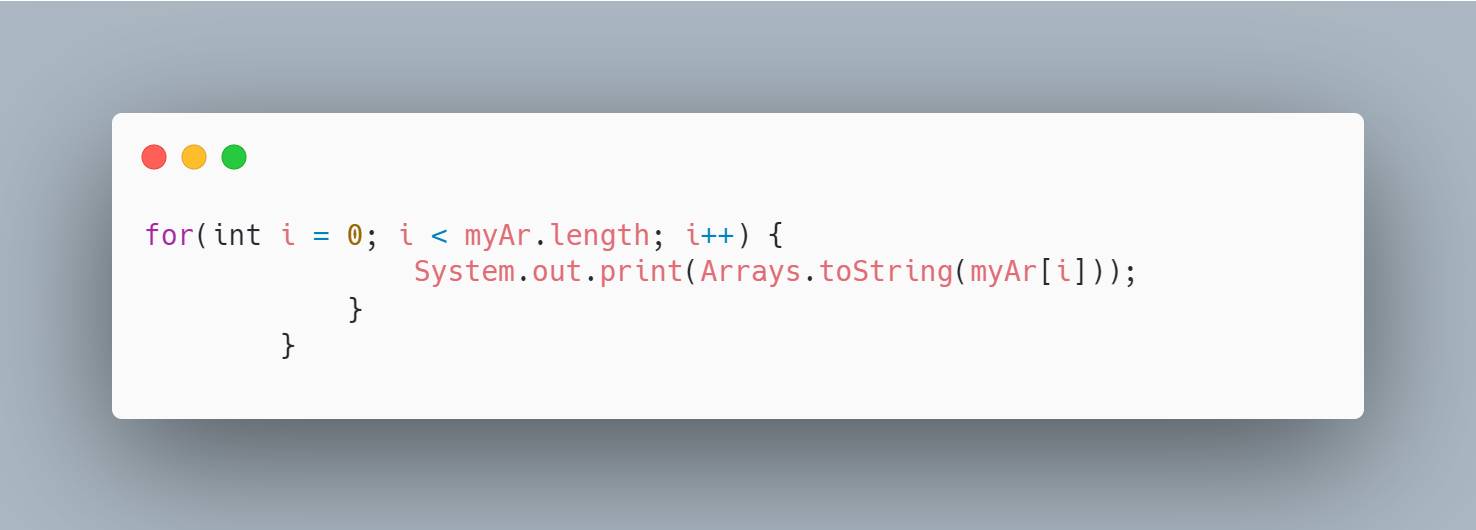 for(int i = 0; i < myAr.length; i++) {
                System.out.print(Arrays.toString(myAr[i]));
            }
        }